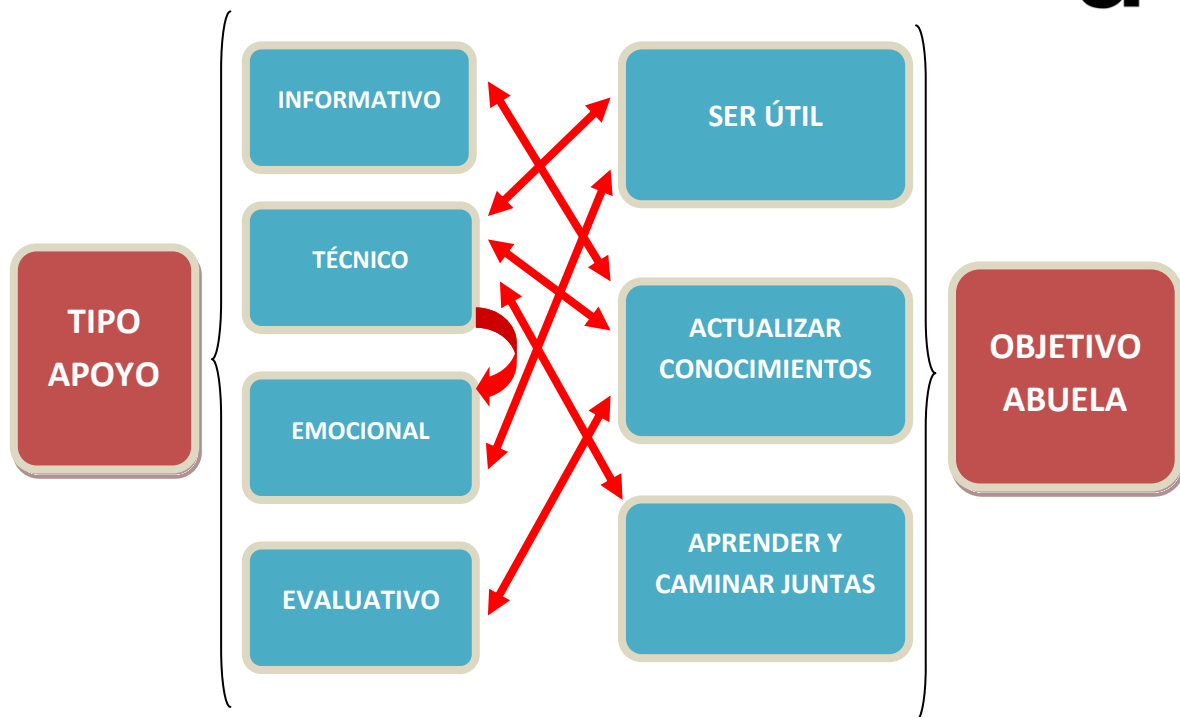 TIPO
APOYO
INFORMATIVO
TÉCNICO
EMOCIONAL
EVALUATIVO
SER ÚTIL
ACTUALIZAR
CONOCIMIENTOS
APRENDER Y
CAMINAR JUNTAS
OBJETIVO
ABUELA